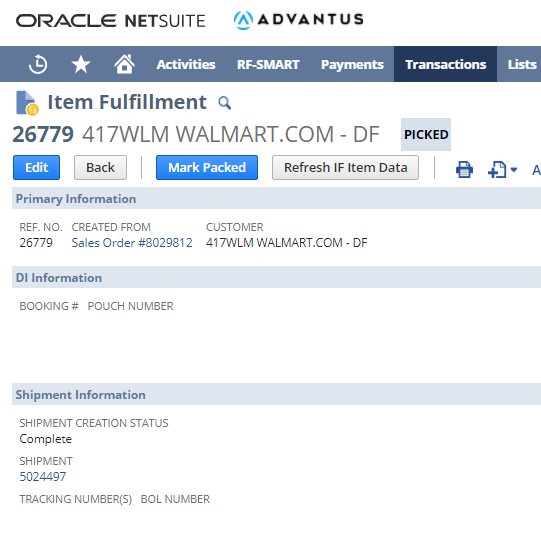 ORACLE NETSUITE ADVANTUS
Activities RF-SMART Payments Transactions Lists
Item Fulfillment
26779 417WLM WALMART.COM - DF PICKED
Edit Back Mark Packed Refresh IF Item Data A
Primary Information
REF. NO. CREATED FROM CUSTOMER
26779 Sales Order #8029812 417WLM WALMART.COM - DF
DI Information
BOOKING # POUCH NUMBER
Shipment Information
SHIPMENT CREATION STATUS
Complete
SHIPMENT
5024497
TRACKING NUMBER(S) BOL NUMBER